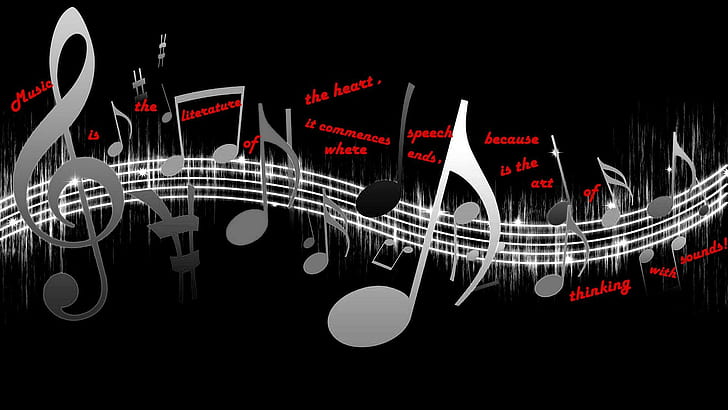 Music is the literature of the heart .
it commences where speech ends,
because is the art of thinking with sounds!